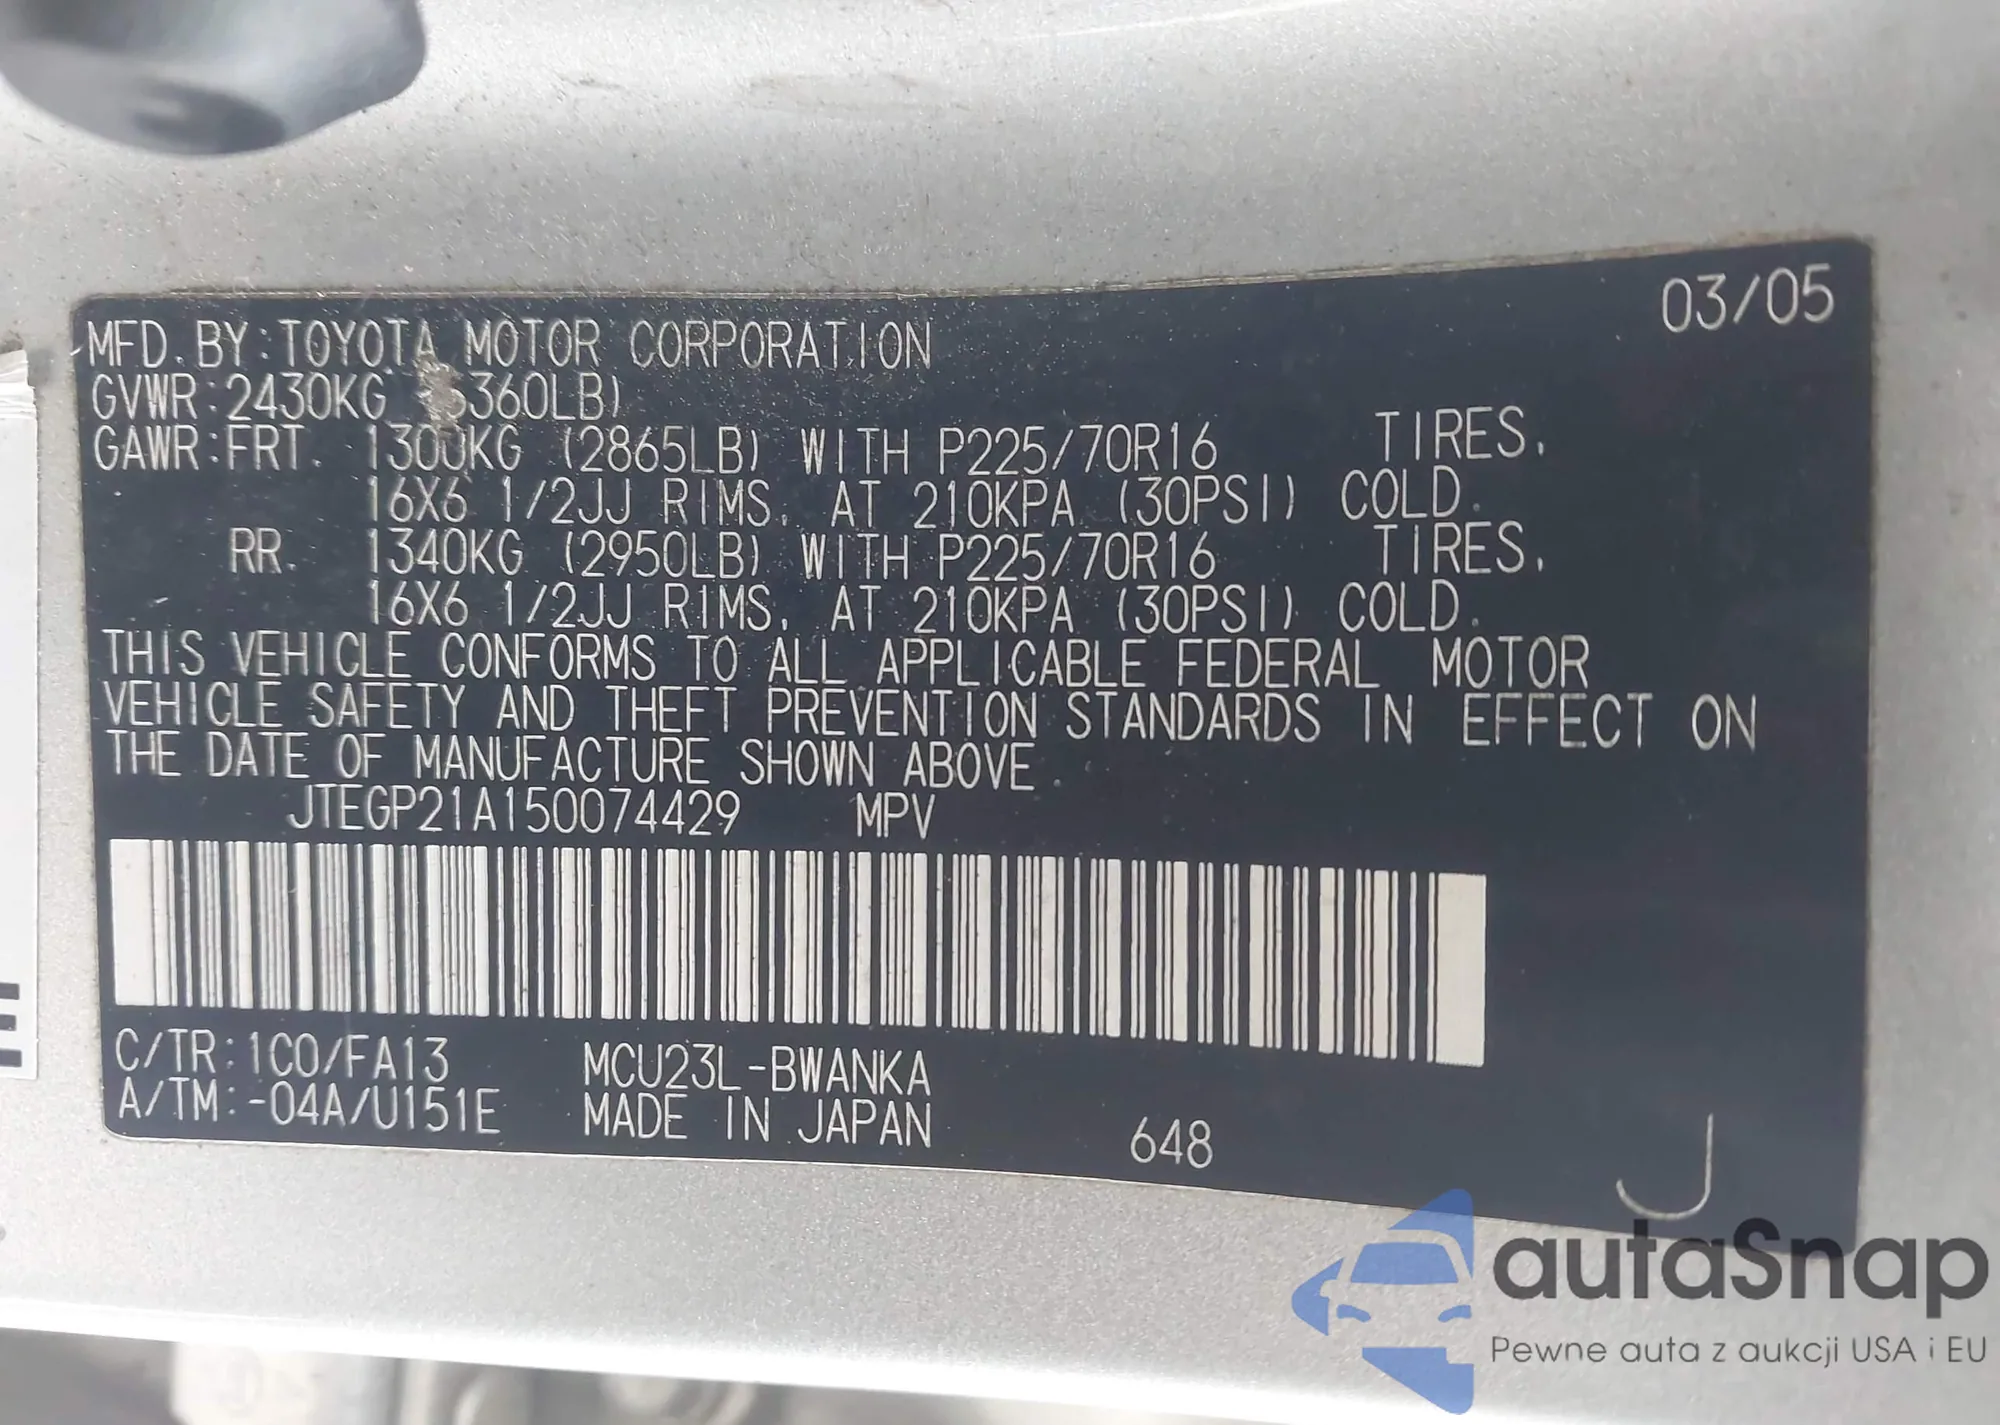 03/05
MFD. BY: TOYOTA MOTOR CORPORATION
GVWR: 2430KG 5360LB)
GAWR: FRT. 1300KG (2865LB) WITH P225/70R16 TIRES,
16X6 1/2JJ RIMS, AT 210KPA (30PSI) COLD.
RR. 1340KG (2950LB) WITH P225/70R16 TIRES,
16X6 1/2JJ RIMS, AT 210KPA (30PSI) COLD.
THIS VEHICLE CONFORMS TO ALL APPLICABLE FEDERAL MOTOR
VEHICLE SAFETY AND THEFT PREVENTION STANDARDS IN EFFECT ON
THE DATE OF MANUFACTURE SHOWN ABOVE.
JTEGP21A150074429 MPV
C/TR: 1C0/FA13 MCU23L-BWANKA
A/TM: -04A/U151E MADE IN JAPAN 648
J
autaSnap
Pewne auta z aukcji USA i EU